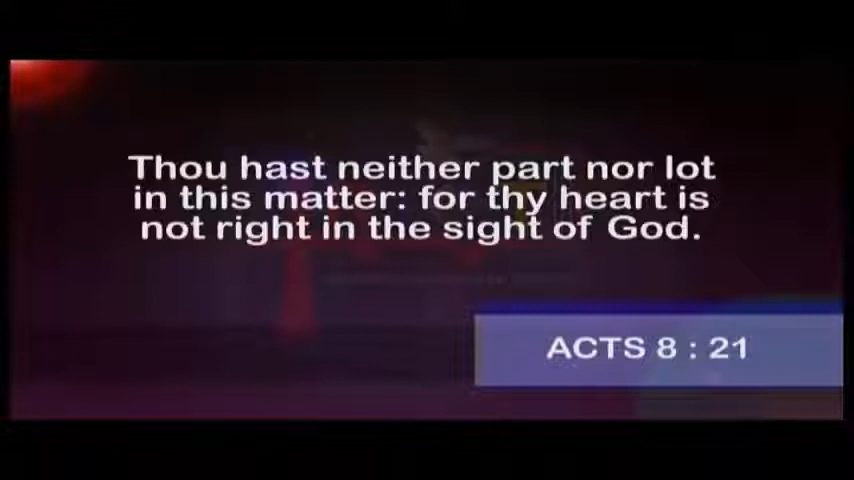 Thou hast neither part nor lot
in this matter: for thy heart is
not right in the sight of God.
ACTS 8 : 21